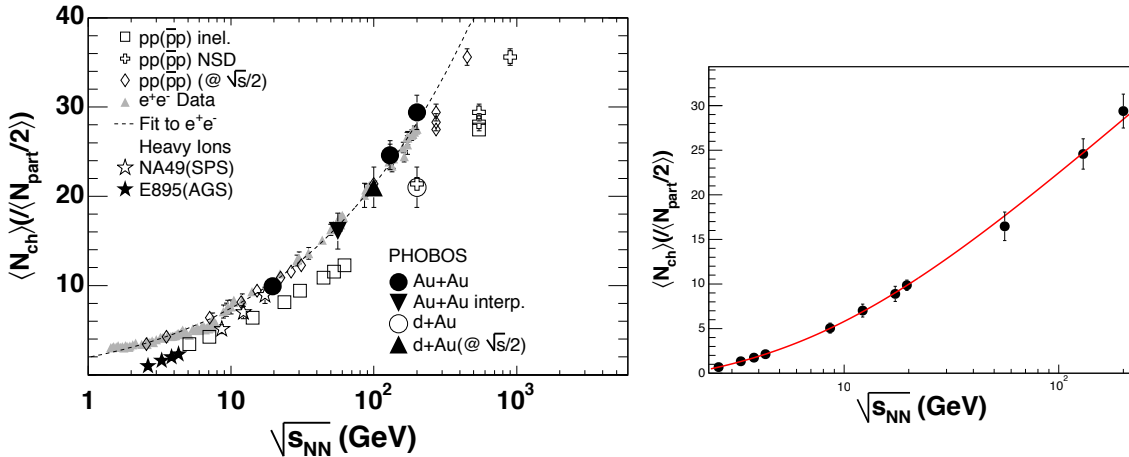 40
30
20
10
⟨N_ch⟩(/⟨N_part/2⟩)
pp(p̄p) inel.
pp(p̄p) NSD
pp(p̄p) (@ √s/2)
e⁺e⁻ Data
Fit to e⁺e⁻
Heavy Ions
NA49(SPS)
E895(AGS)
PHOBOS
Au+Au
Au+Au interp.
d+Au
d+Au(@ √s/2)
1 10 10² 10³
√s_NN (GeV)
35
30
25
20
15
10
5
0
⟨N_ch⟩(/⟨N_part/2⟩)
10 10²
√s_NN (GeV)